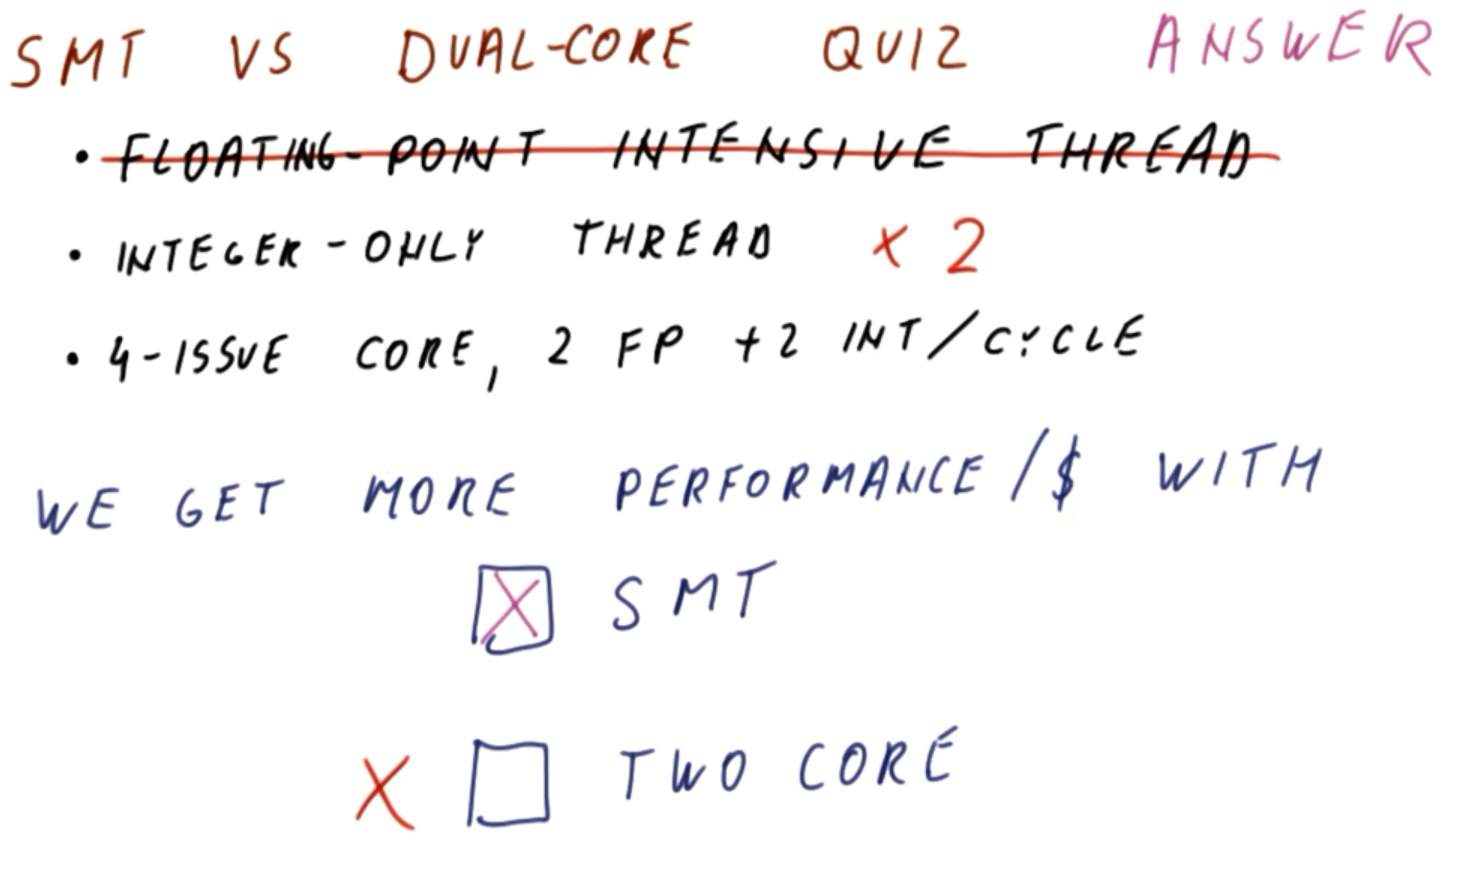 SMT VS DUAL-CORE QUIZ ANSWER
• FLOATING-POINT INTENSIVE THREAD
• INTEGER-ONLY THREAD x 2
• 4-ISSUE CORE, 2 FP +2 INT/CYCLE
WE GET MORE PERFORMANCE/$ WITH
X SMT
X TWO CORE